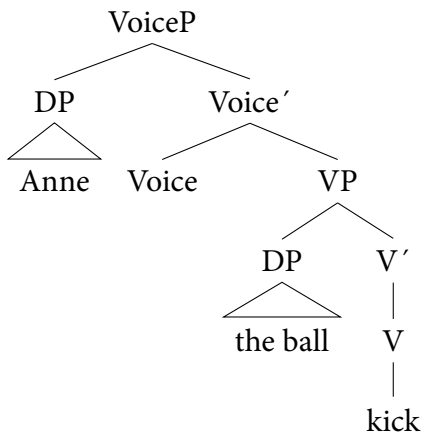 VoiceP
DP Voice′
Anne Voice VP
DP V′
the ball V
kick